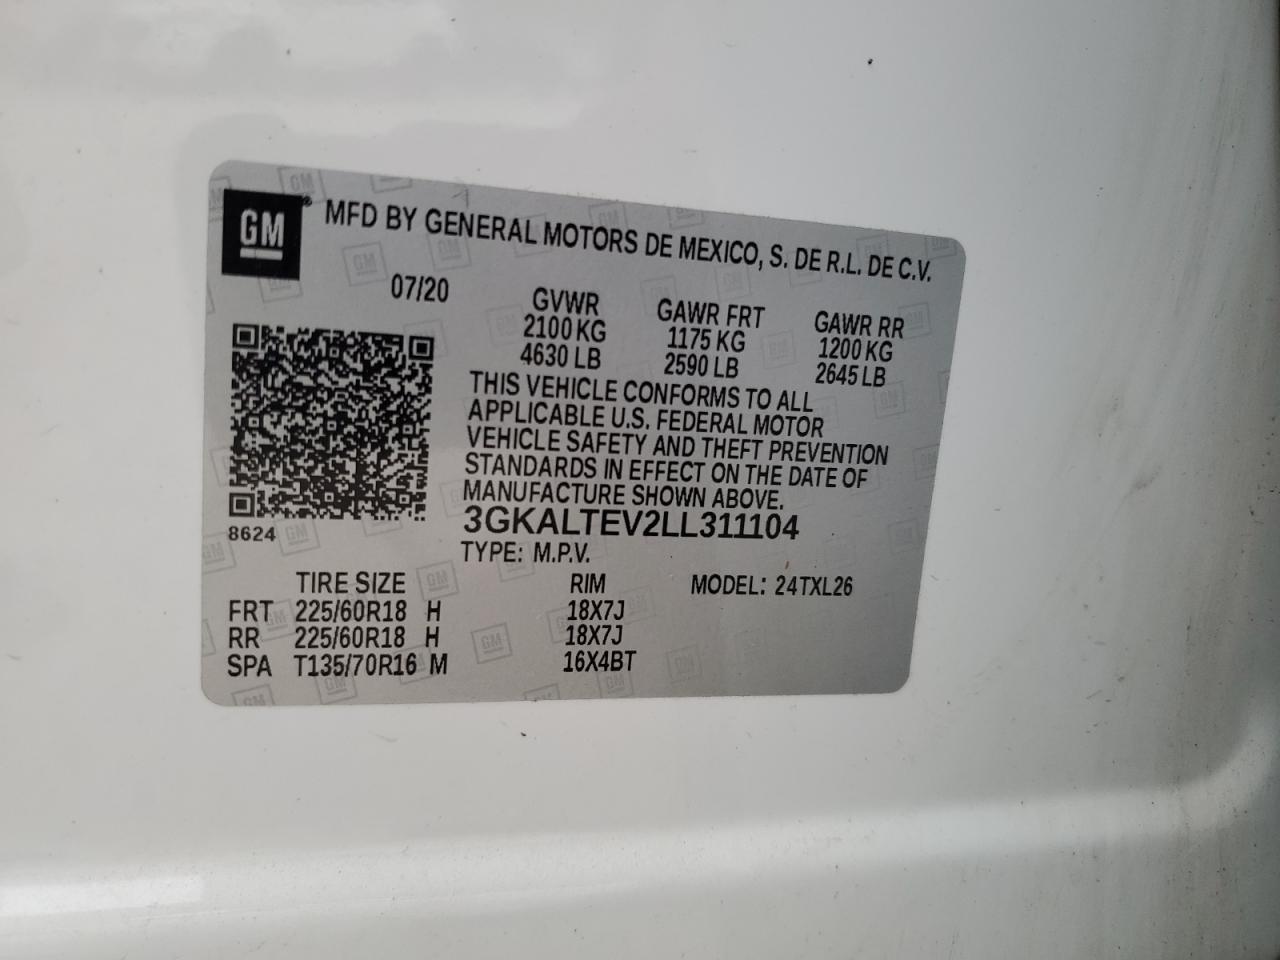 GM® MFD BY GENERAL MOTORS DE MEXICO, S. DE R.L. DE C.V.
07/20 GVWR GAWR FRT GAWR RR
2100 KG 1175 KG 1200 KG
4630 LB 2590 LB 2645 LB
THIS VEHICLE CONFORMS TO ALL
APPLICABLE U.S. FEDERAL MOTOR
VEHICLE SAFETY AND THEFT PREVENTION
STANDARDS IN EFFECT ON THE DATE OF
MANUFACTURE SHOWN ABOVE.
8624 3GKALTEV2LL311104
TYPE: M.P.V.
TIRE SIZE RIM MODEL: 24TXL26
FRT 225/60R18 H 18X7J
RR 225/60R18 H 18X7J
SPA T135/70R16 M 16X4BT